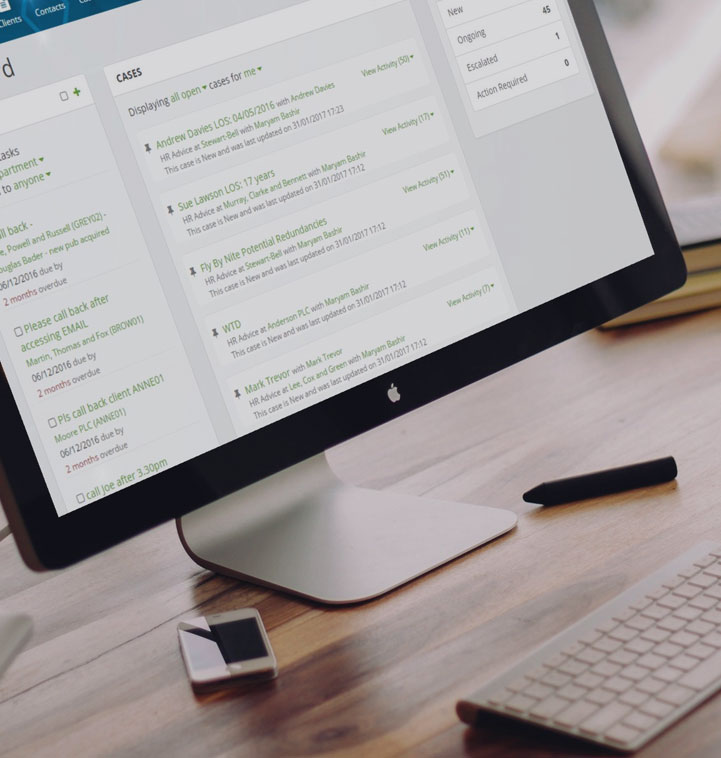 Clients Contacts
rd
CASES
Displaying all open cases for me
Andrew Davies LOS: 04/05/2016 with Andrew Davies
HR Advice at Stewart-Bell with Maryam Bashir
This case is New and was last updated on 31/01/2017 17:23
View Activity (50)
Sue Lawson LOS: 17 years
HR Advice at Murray, Clarke and Bennett with Maryam Bashir
This case is New and was last updated on 31/01/2017 17:12
View Activity (17)
Fly By Nite Potential Redundancies
HR Advice at Stewart-Bell with Maryam Bashir
This case is New and was last updated on 31/01/2017 17:12
View Activity (51)
WTD
HR Advice at Anderson PLC with Maryam Bashir
This case is New and was last updated on 31/01/2017 17:12
View Activity (11)
Mark Trevor with Mark Trevor
HR Advice at Lee, Cox and Green with Maryam Bashir
This case is New and was last updated on 31/01/2017 17:12
View Activity (7)
New
Ongoing 45
Escalated 1
Action Required 0
tasks
partment
to anyone
ll back -
e, Powell and Russell (GREY02) -
ouglas Bader - new pub acquired
06/12/2016 due by
2 months overdue
Please call back after
accessing EMAIL
Martin, Thomas and Fox (BROW01)
06/12/2016 due by
2 months overdue
Pls call back client ANNE01
Moore PLC (ANNE01)
06/12/2016 due by
2 months overdue
call joe after 3.30pm